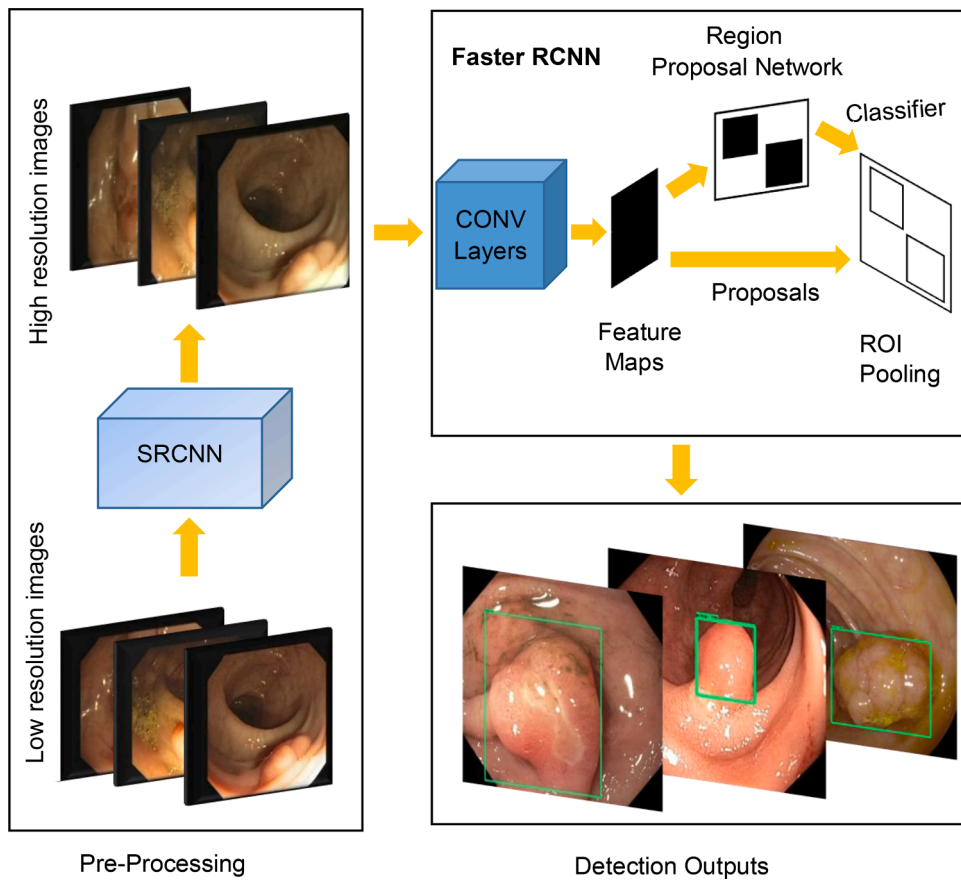 High resolution images
SRCNN
Low resolution images
Pre-Processing
Faster RCNN
Region
Proposal Network
Classifier
CONV
Layers
Proposals
Feature
Maps
ROI
Pooling
Detection Outputs